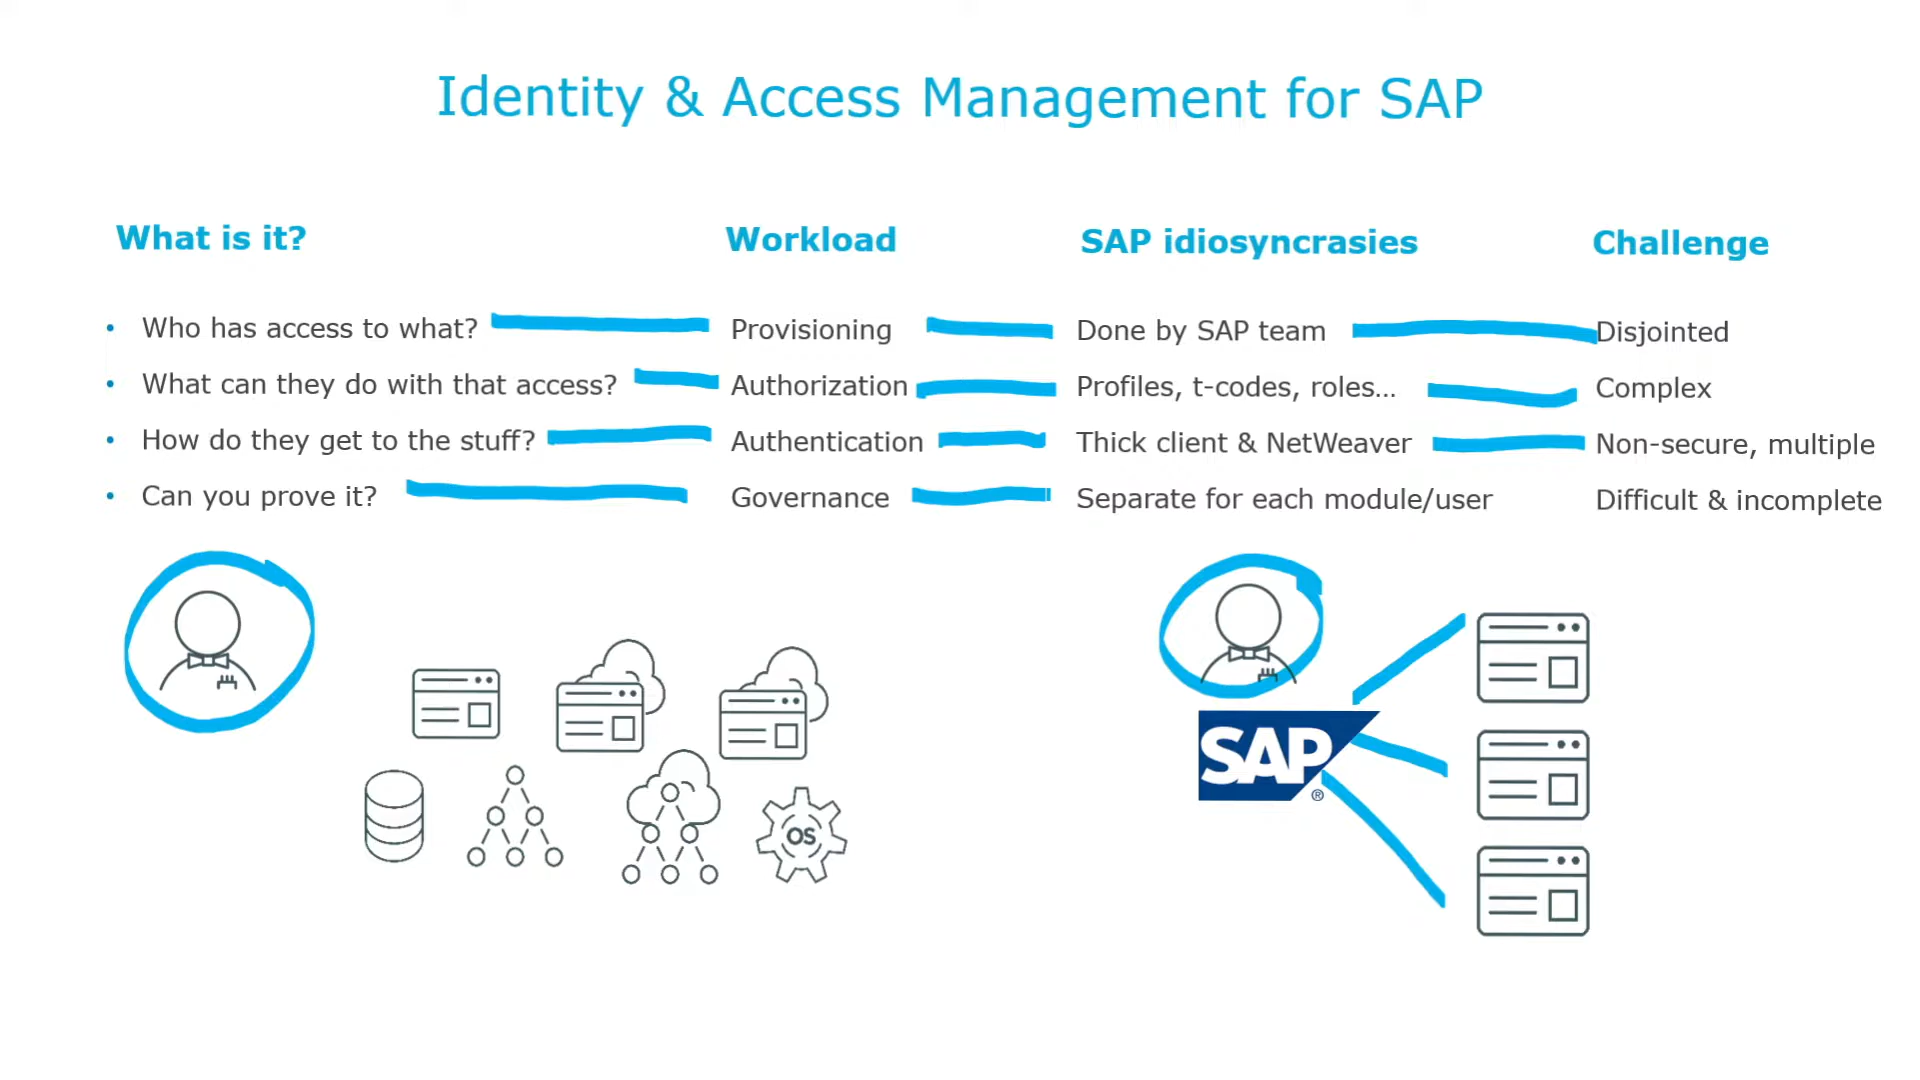 Identity & Access Management for SAP
What is it? Workload SAP idiosyncrasies Challenge
• Who has access to what? Provisioning Done by SAP team Disjointed
• What can they do with that access? Authorization Profiles, t-codes, roles... Complex
• How do they get to the stuff? Authentication Thick client & NetWeaver Non-secure, multiple
• Can you prove it? Governance Separate for each module/user Difficult & incomplete
SAP
®
OS